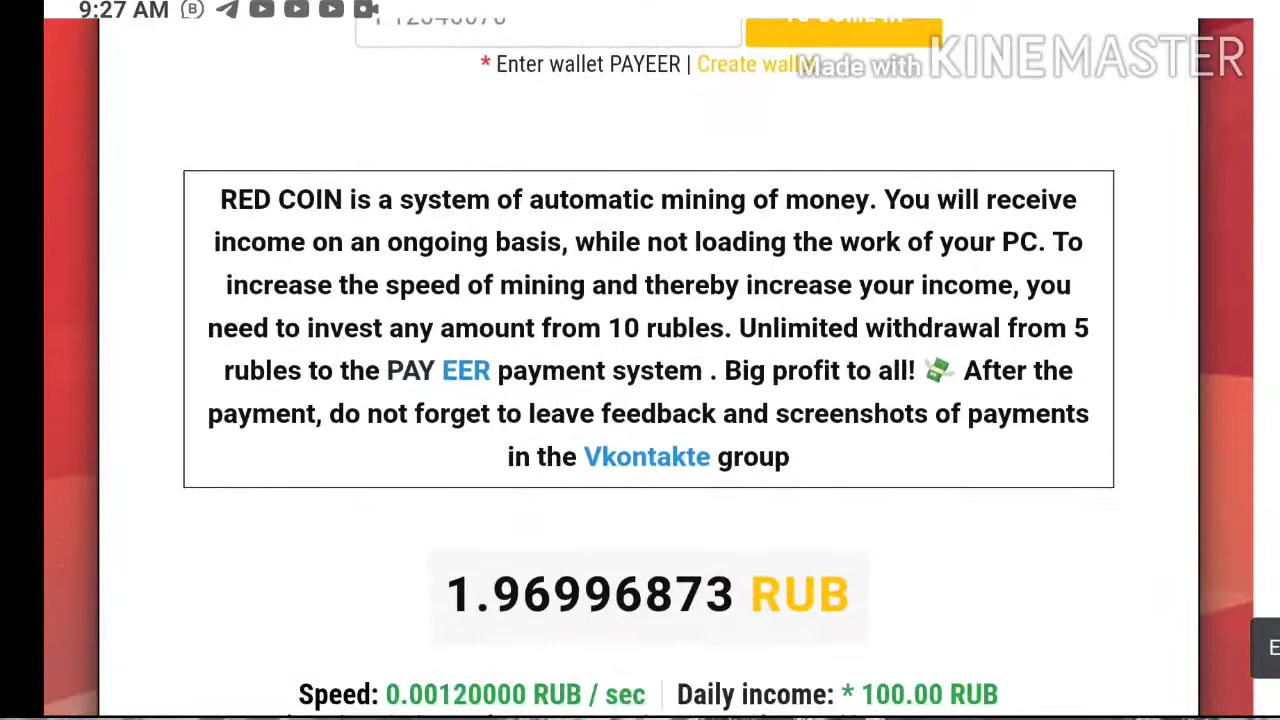 9:27 AM
* Enter wallet PAYEER | Create wallet
Made with KINEMASTER
RED COIN is a system of automatic mining of money. You will receive
income on an ongoing basis, while not loading the work of your PC. To
increase the speed of mining and thereby increase your income, you
need to invest any amount from 10 rubles. Unlimited withdrawal from 5
rubles to the PAY EER payment system . Big profit to all! 💸 After the
payment, do not forget to leave feedback and screenshots of payments
in the Vkontakte group
1.96996873 RUB
Speed: 0.00120000 RUB / sec | Daily income: * 100.00 RUB